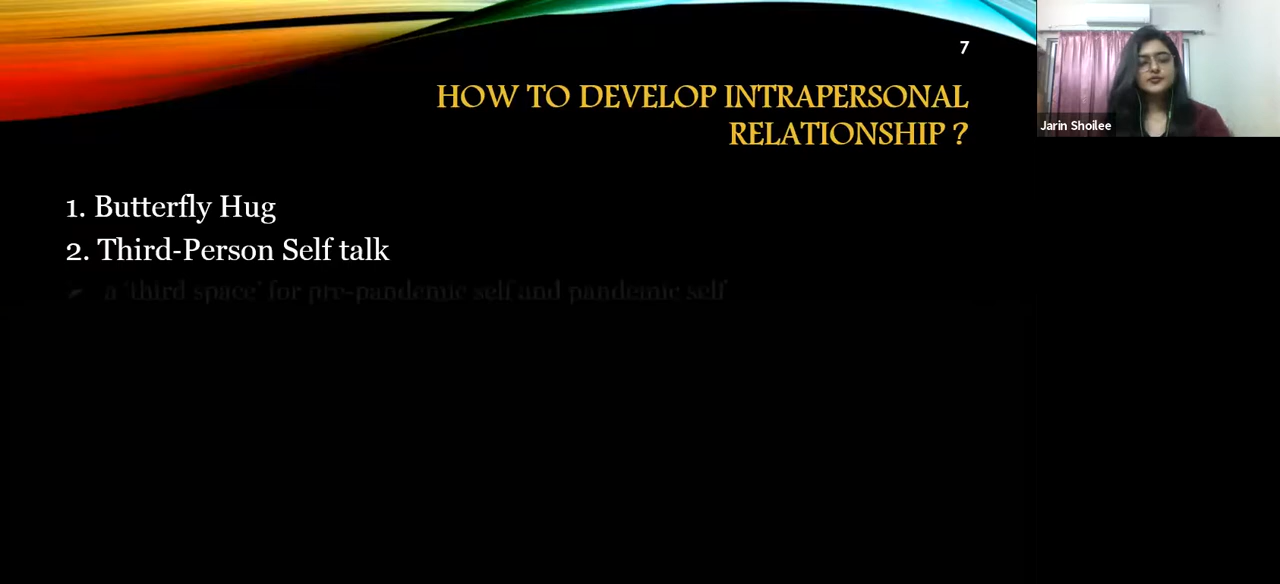 7
HOW TO DEVELOP INTRAPERSONAL
RELATIONSHIP ?
Jarin Shoilee
1. Butterfly Hug
2. Third-Person Self talk
a 'third space' for pre-pandemic self and pandemic self